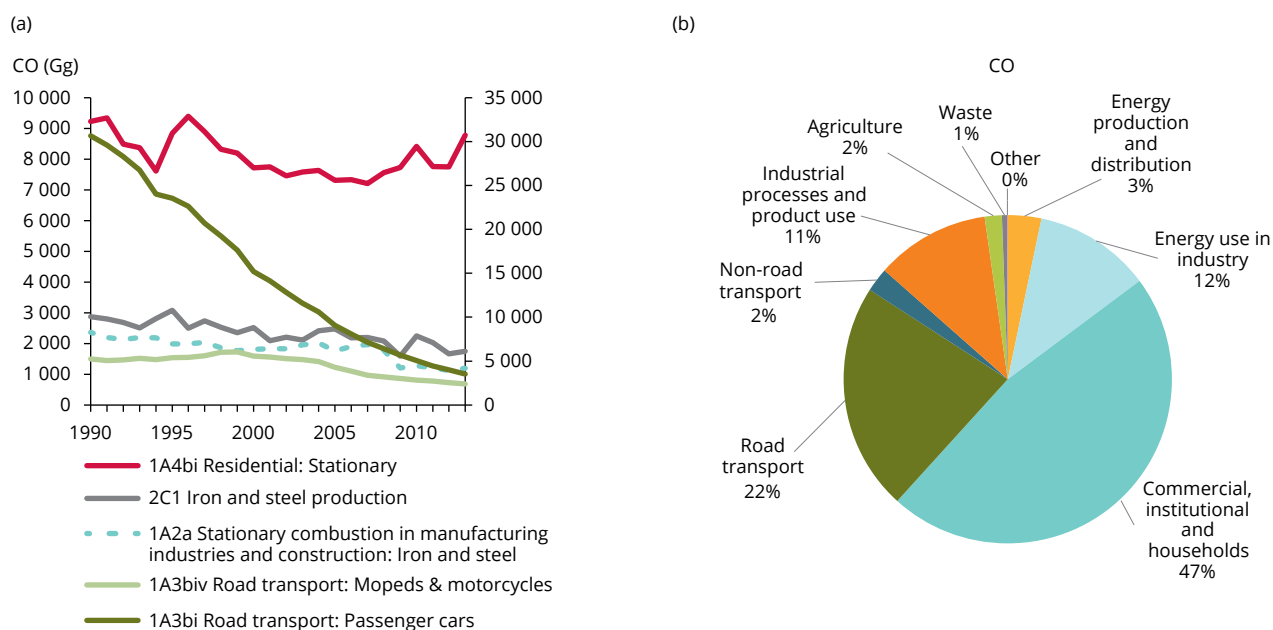 (a)
CO (Gg)
10 000
9 000
8 000
7 000
6 000
5 000
4 000
3 000
2 000
1 000
0
35 000
30 000
25 000
20 000
15 000
10 000
5 000
0
1990
1995
2000
2005
2010
1A4bi Residential: Stationary
2C1 Iron and steel production
1A2a Stationary combustion in manufacturing
industries and construction: Iron and steel
1A3biv Road transport: Mopeds & motorcycles
1A3bi Road transport: Passenger cars
(b)
CO
Energy
production
and
distribution
3%
Energy use in
industry
12%
Commercial,
institutional
and
households
47%
Road
transport
22%
Non-road
transport
2%
Industrial
processes and
product use
11%
Agriculture
2%
Waste
1%
Other
0%